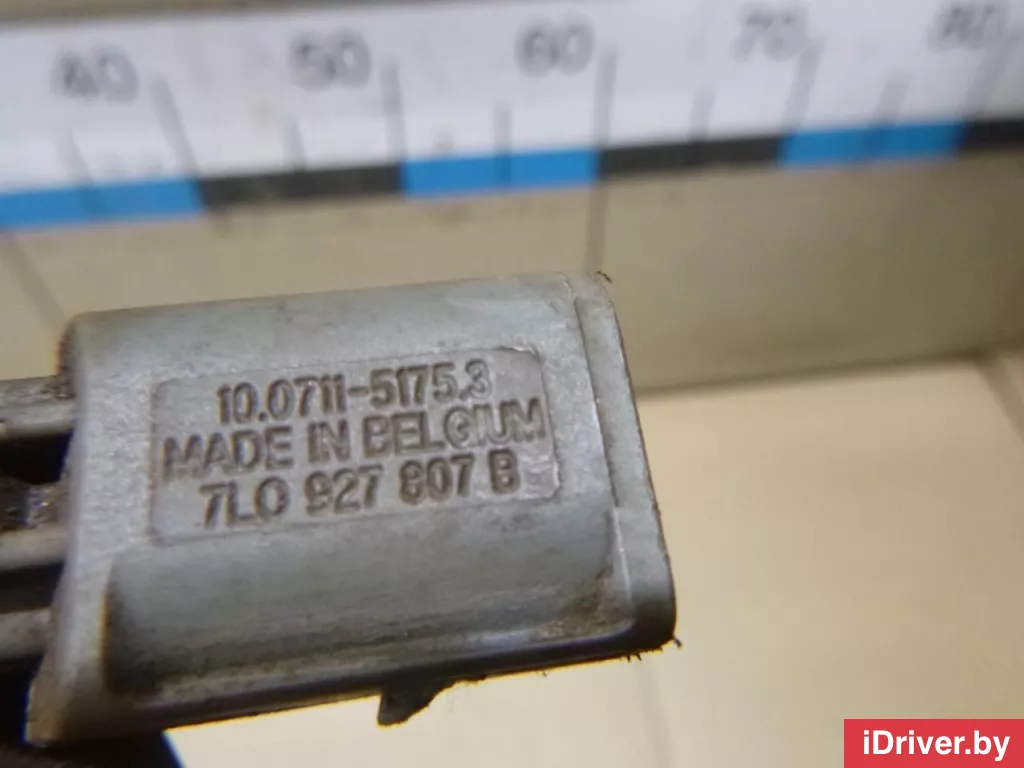 40 50 60 70 80
10.0711-5175.3
MADE IN BELGIUM
7L0 927 807 B
iDriver.by